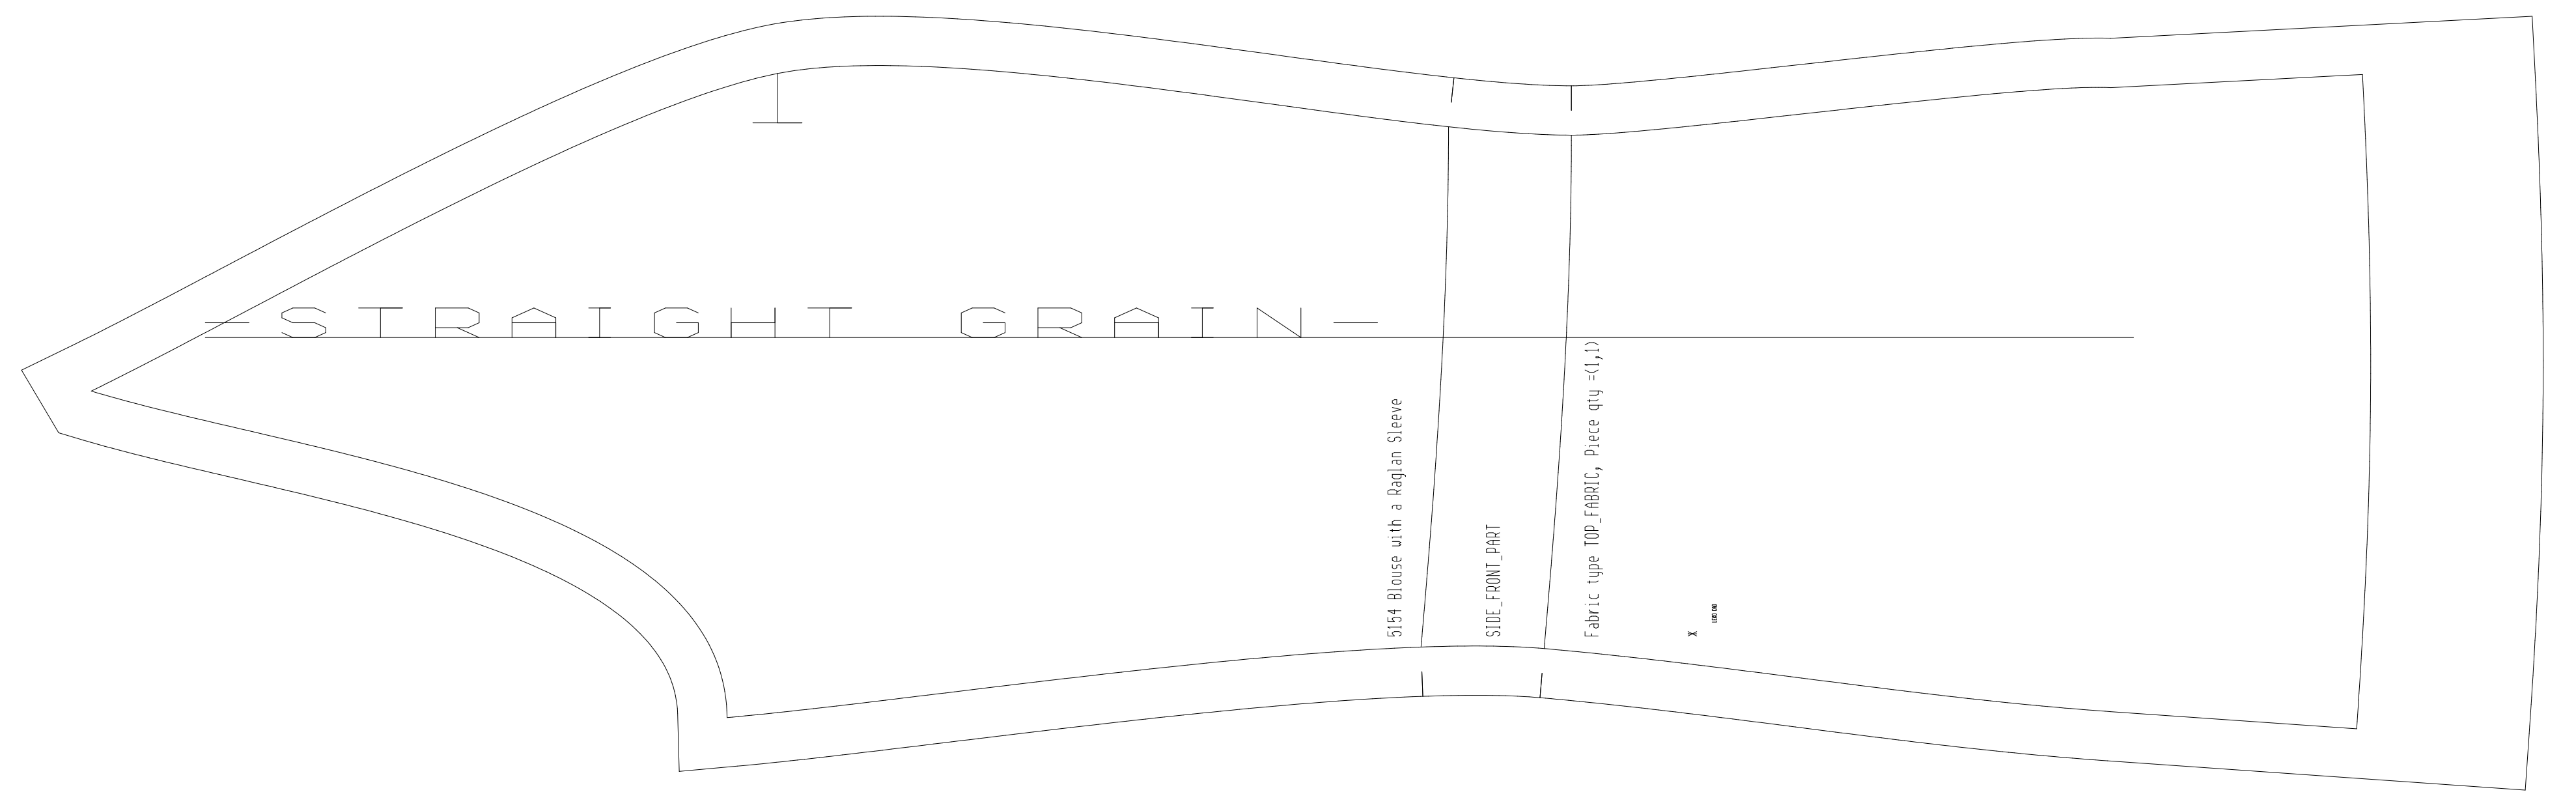 -STRAIGHT GRAIN-
5154 Blouse with a Raglan Sleeve
SIDE_FRONT_PART
Fabric type TOP_FABRIC, Piece qty =(1,1)
X